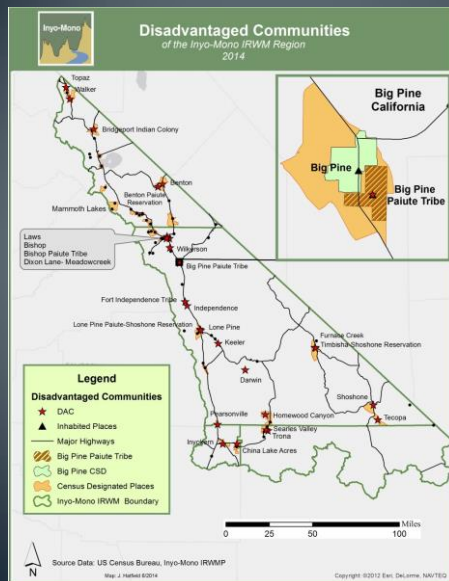 Inyo-Mono
Disadvantaged Communities
of the Inyo-Mono IRWM Region
2014
Topaz
Walker
Bridgeport Indian Colony
Benton
Benton Paiute
Reservation
Mammoth Lakes
Laws
Bishop
Bishop Paiute Tribe
Dixon Lane- Meadowcreek
Wilkerson
Big Pine Paiute Tribe
Big Pine
California
Big Pine
Big Pine
Paiute Tribe
Fort Independence Tribe
Independence
Lone Pine Paiute-Shoshone Reservation
Lone Pine
Keeler
Darwin
Furnace Creek
Timbisha-Shoshone Reservation
Shoshone
Tecopa
Pearsonville
Homewood Canyon
Searles Valley
Trona
Inyokern
China Lake Acres
Legend
Disadvantaged Communities
DAC
Inhabited Places
Major Highways
Big Pine Paiute Tribe
Big Pine CSD
Census Designated Places
Inyo-Mono IRWM Boundary
Miles
0 25 50 100
N
Source Data: US Census Bureau, Inyo-Mono IRWMP
Map: J. Hatfield 8/2014
Copyright: ©2012 Esri, DeLorme, NAVTEQ